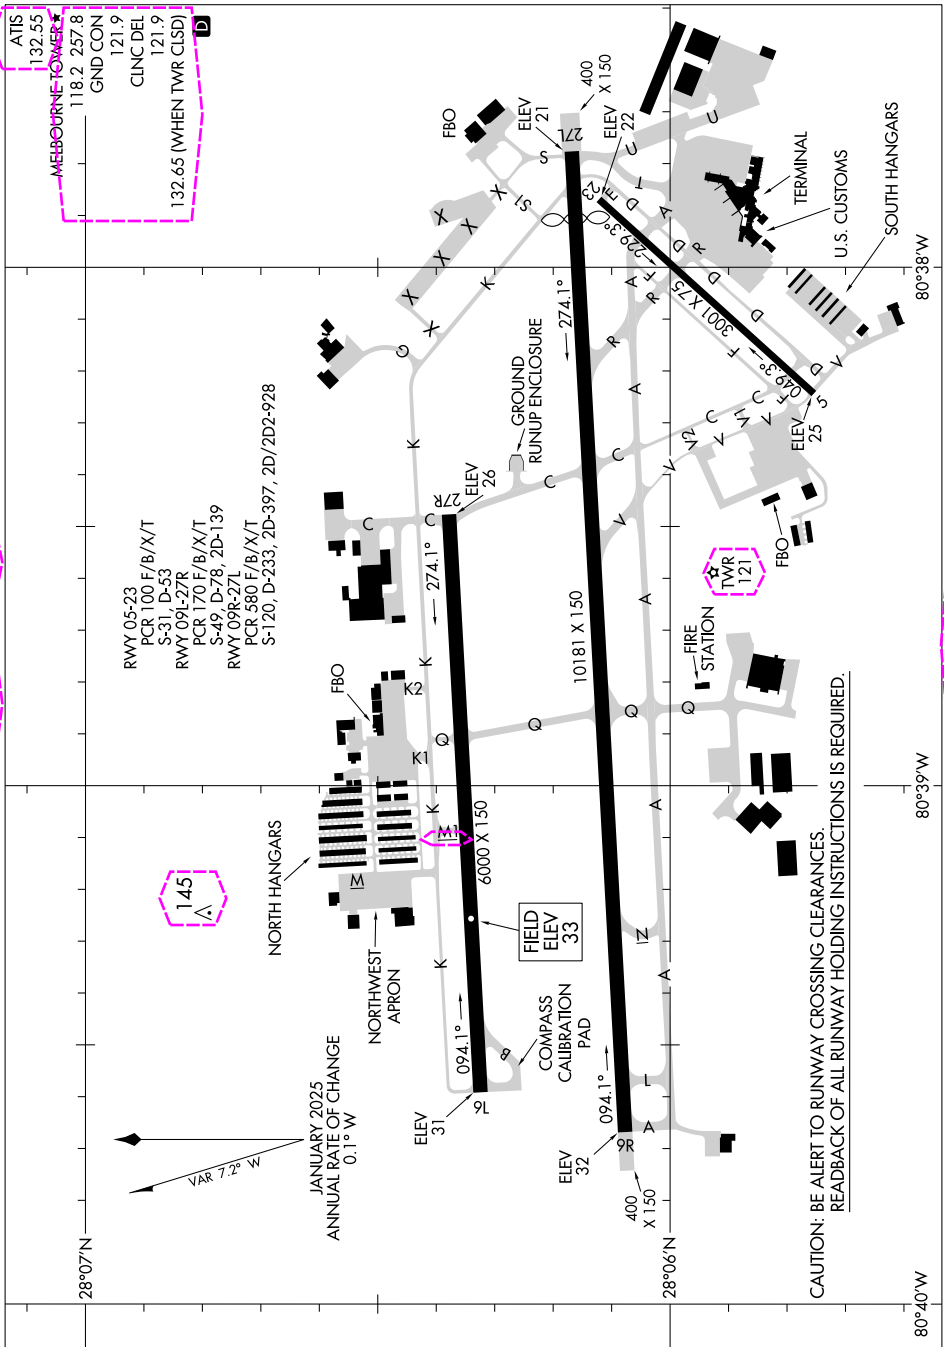 ATIS
132.55
MELBOURNE TOWER★
118.2 257.8
GND CON
121.9
CLNC DEL
121.9
132.65 (WHEN TWR CLSD)
D
RWY 05-23
PCR 100 F/B/X/T
S-31, D-53
RWY 09L-27R
PCR 170 F/B/X/T
S-49, D-78, 2D-139
RWY 09R-27L
PCR 580 F/B/X/T
S-120, D-233, 2D-397, 2D/2D2-928
145
JANUARY 2025
ANNUAL RATE OF CHANGE
0.1° W
VAR 7.2° W
28°07'N
28°06'N
80°40'W
80°39'W
80°38'W
NORTH HANGARS
NORTHWEST
APRON
M
M1
FBO
K2
K1
K
K
K
K
K
Q
Q
Q
Q
C
C
C
C
C
C
G
X
X
X
X
X
S1
S
FBO
ELEV
21
400
X 150
27L
ELEV
22
23
E
T
U
U
D
D
D
D
D
R
R
R
A
A
A
A
A
A
A
A
F
F
F
229.3°
3001 X 75
049.3°
5
ELEV
25
V
V
V
V
V
V1
V2
TERMINAL
U.S. CUSTOMS
SOUTH HANGARS
GROUND
RUNUP ENCLOSURE
27R
ELEV
26
274.1°
274.1°
6000 X 150
10181 X 150
FIELD
ELEV
33
094.1°
094.1°
9L
ELEV
31
B
COMPASS
CALIBRATION
PAD
9R
ELEV
32
400
X 150
L
N
FIRE
STATION
TWR
121
FBO
CAUTION: BE ALERT TO RUNWAY CROSSING CLEARANCES.
READBACK OF ALL RUNWAY HOLDING INSTRUCTIONS IS REQUIRED.